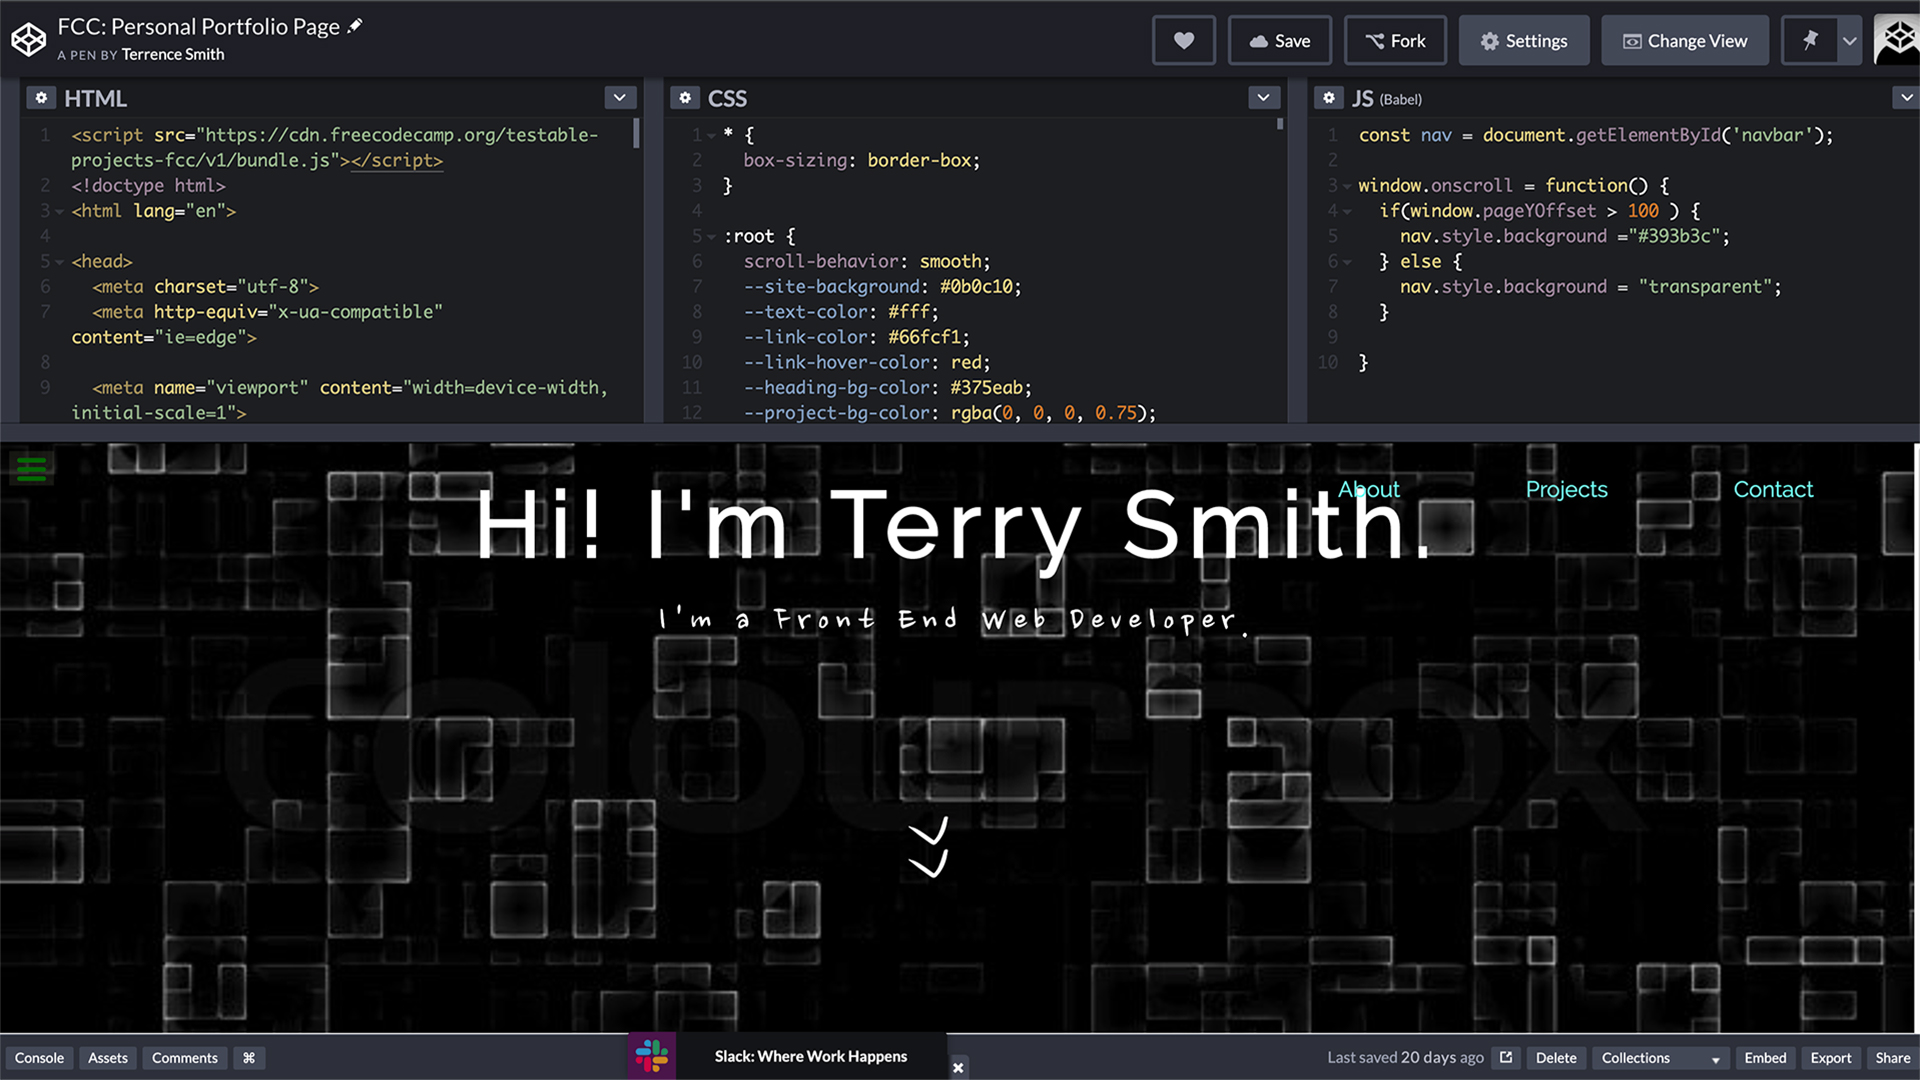 FCC: Personal Portfolio Page
A PEN BY Terrence Smith
Save
Fork
Settings
Change View
HTML
1 <script src="https://cdn.freecodecamp.org/testable-
projects-fcc/v1/bundle.js"></script>
2 <!doctype html>
3 <html lang="en">
4
5 <head>
6 <meta charset="utf-8">
7 <meta http-equiv="x-ua-compatible"
content="ie=edge">
8
9 <meta name="viewport" content="width=device-width,
initial-scale=1">
CSS
1 * {
2 box-sizing: border-box;
3 }
4
5 :root {
6 scroll-behavior: smooth;
7 --site-background: #0b0c10;
8 --text-color: #fff;
9 --link-color: #66fcf1;
10 --link-hover-color: red;
11 --heading-bg-color: #375eab;
12 --project-bg-color: rgba(0, 0, 0, 0.75);
JS (Babel)
1 const nav = document.getElementById('navbar');
2
3 window.onscroll = function() {
4 if(window.pageYOffset > 100 ) {
5 nav.style.background ="#393b3c";
6 } else {
7 nav.style.background = "transparent";
8 }
9
10 }
About
Projects
Contact
Hi! I'm Terry Smith.
I'm a Front End Web Developer.
colourbox
Console
Assets
Comments
⌘
Slack: Where Work Happens
Last saved 20 days ago
Delete
Collections
Embed
Export
Share